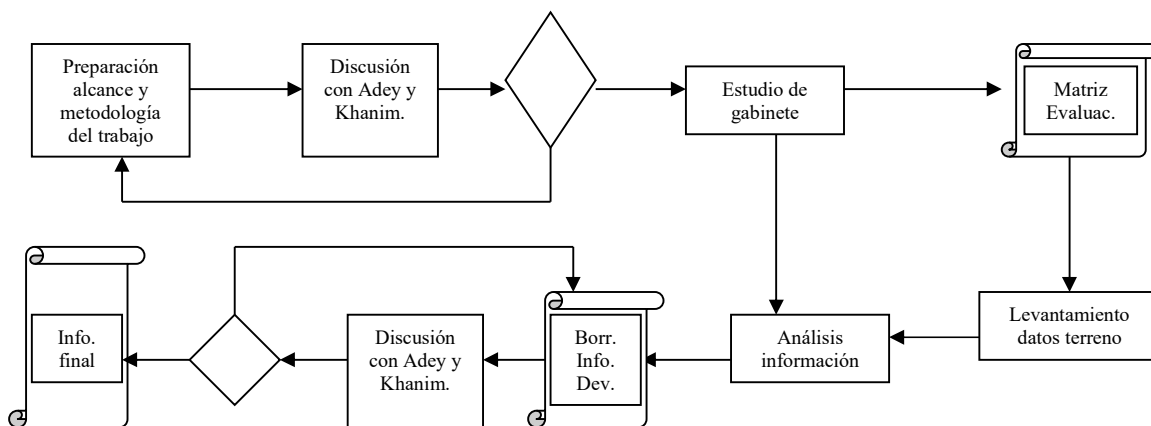 Preparación
alcance y
metodología
del trabajo
Discusión
con Adey y
Khanim.
Estudio de
gabinete
Matriz
Evaluac.
Info.
final
Discusión
con Adey y
Khanim.
Borr.
Info.
Dev.
Análisis
información
Levantamiento
datos terreno